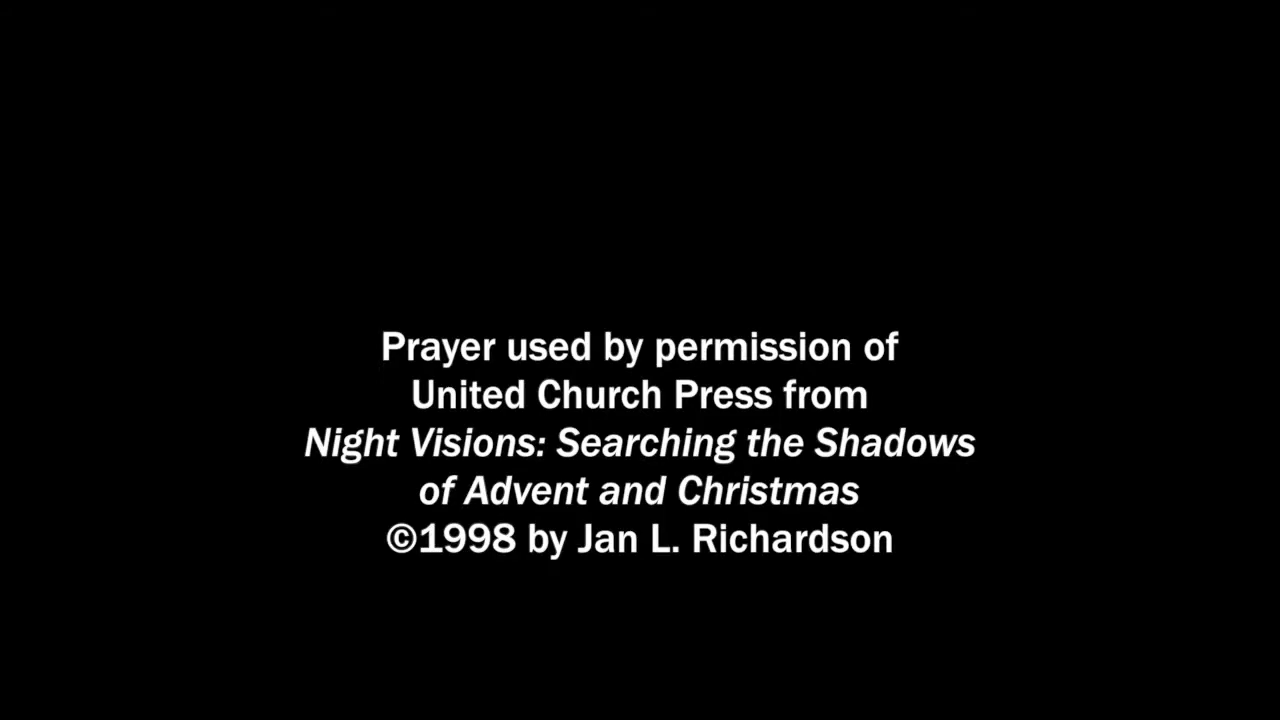 Prayer used by permission of
United Church Press from
Night Visions: Searching the Shadows
of Advent and Christmas
©1998 by Jan L. Richardson